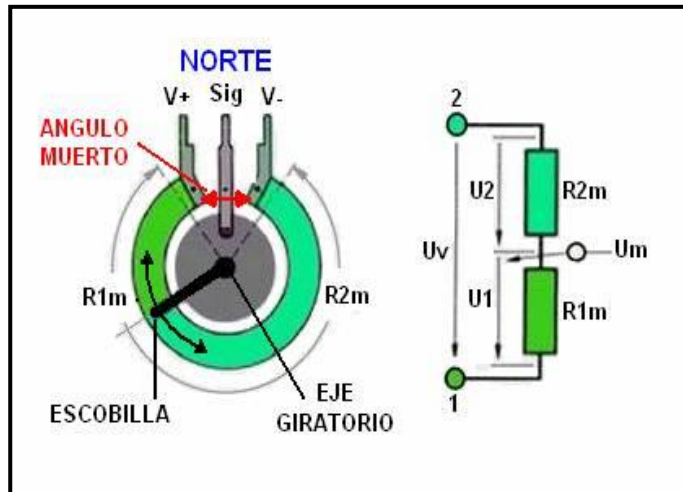 NORTE
V+ Sig V-
ANGULO
MUERTO
R1m
R2m
ESCOBILLA
EJE
GIRATORIO
2
U2
R2m
Uv
Um
U1
R1m
1